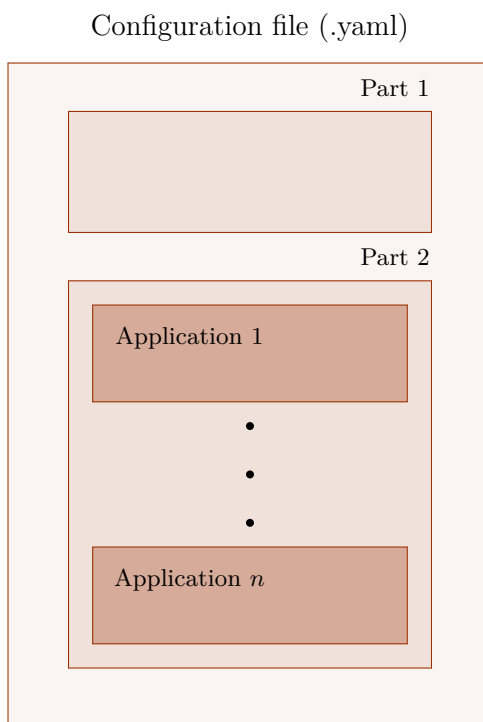 Configuration file (.yaml)
Part 1
Part 2
Application 1
Application n